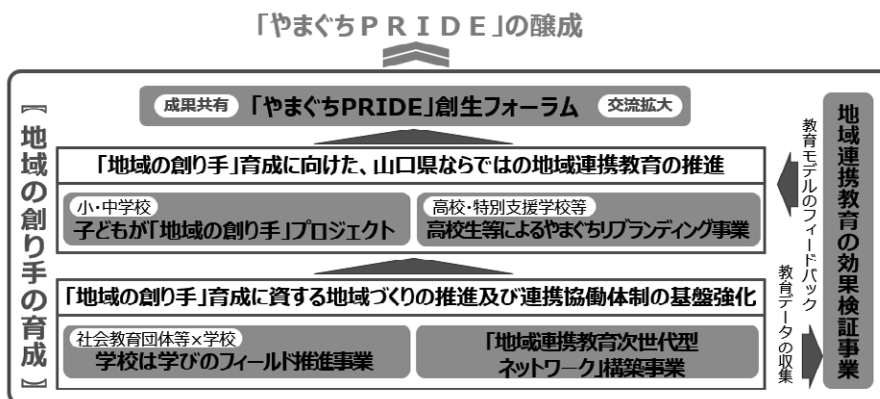 「やまぐちＰＲＩＤＥ」の醸成
【地域の創り手の育成】
成果共有 「やまぐちPRIDE」創生フォーラム 交流拡大
「地域の創り手」育成に向けた、山口県ならではの地域連携教育の推進
小・中学校
子どもが「地域の創り手」プロジェクト
高校・特別支援学校等
高校生等によるやまぐちリブランディング事業
「地域の創り手」育成に資する地域づくりの推進及び連携協働体制の基盤強化
社会教育団体等×学校
学校は学びのフィールド推進事業
「地域連携教育次世代型
ネットワーク」構築事業
教育モデルのフィードバック
教育データの収集
地域連携教育の効果検証事業